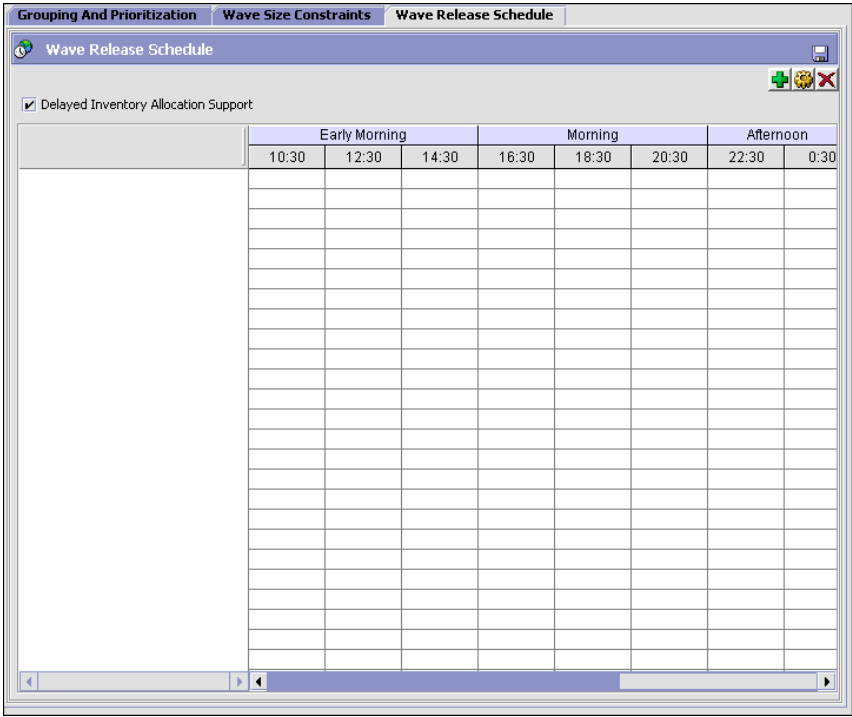 Grouping And Prioritization Wave Size Constraints Wave Release Schedule
Wave Release Schedule
Delayed Inventory Allocation Support
Early Morning Morning Afternoon
10:30 12:30 14:30 16:30 18:30 20:30 22:30 0:30